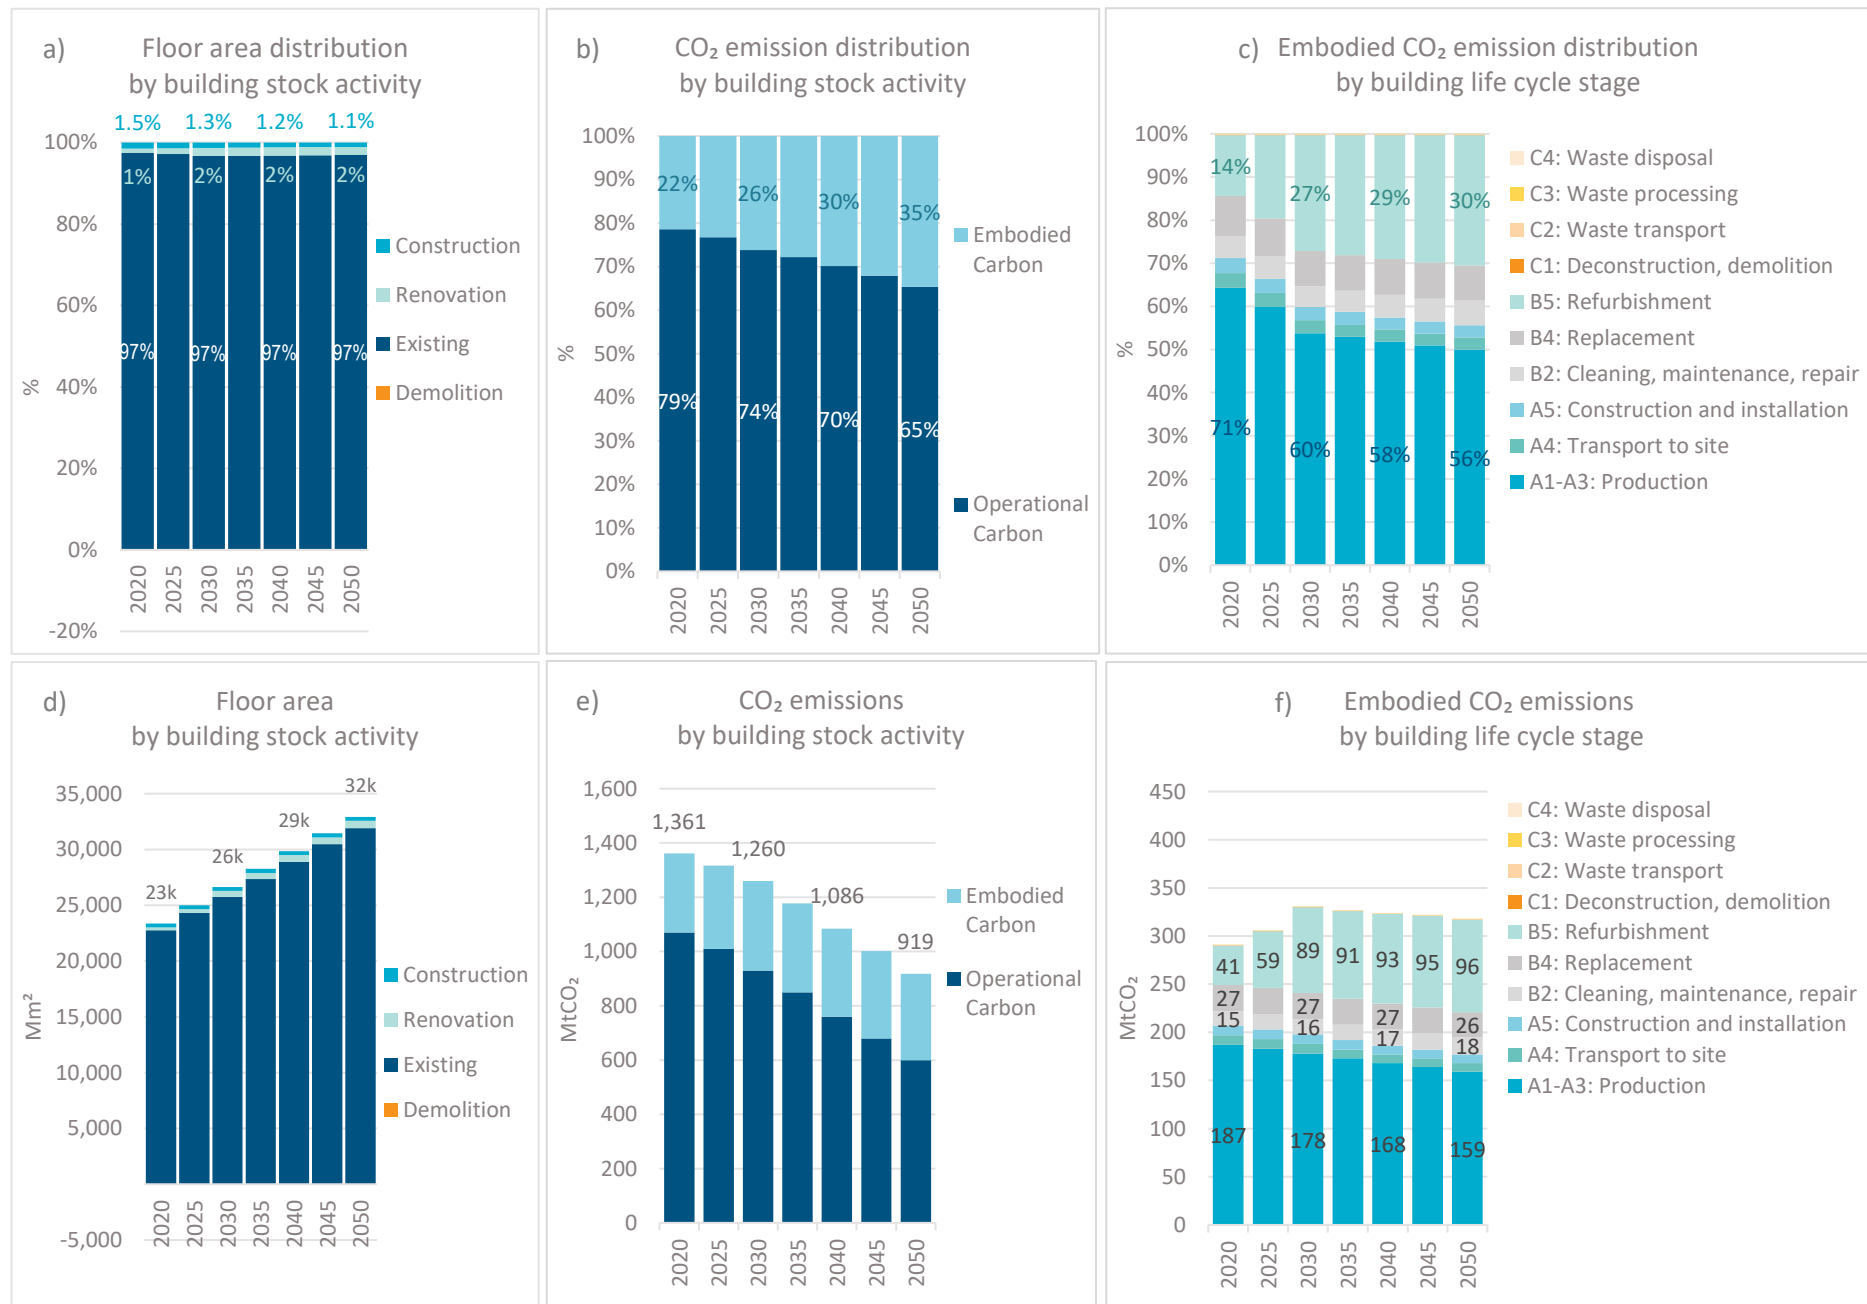 a) Floor area distribution
by building stock activity
1.5% 1.3% 1.2% 1.1%
100%
80%
60%
40%
20%
0%
-20%
%
1% 2% 2% 2%
97% 97% 97% 97%
2020 2025 2030 2035 2040 2045 2050
Construction
Renovation
Existing
Demolition
b) CO₂ emission distribution
by building stock activity
100%
90%
80%
70%
60%
50%
40%
30%
20%
10%
0%
%
22% 26% 30% 35%
79% 74% 70% 65%
2020 2025 2030 2035 2040 2045 2050
Embodied
Carbon
Operational
Carbon
c) Embodied CO₂ emission distribution
by building life cycle stage
100%
90%
80%
70%
60%
50%
40%
30%
20%
10%
0%
%
14% 27% 29% 30%
71% 60% 58% 56%
2020 2025 2030 2035 2040 2045 2050
C4: Waste disposal
C3: Waste processing
C2: Waste transport
C1: Deconstruction, demolition
B5: Refurbishment
B4: Replacement
B2: Cleaning, maintenance, repair
A5: Construction and installation
A4: Transport to site
A1-A3: Production
d) Floor area
by building stock activity
35,000
30,000
25,000
20,000
15,000
10,000
5,000
-5,000
Mm²
23k 26k 29k 32k
2020 2025 2030 2035 2040 2045 2050
Construction
Renovation
Existing
Demolition
e) CO₂ emissions
by building stock activity
1,600
1,400
1,200
1,000
800
600
400
200
0
MtCO₂
1,361 1,260 1,086 919
2020 2025 2030 2035 2040 2045 2050
Embodied
Carbon
Operational
Carbon
f) Embodied CO₂ emissions
by building life cycle stage
450
400
350
300
250
200
150
100
50
0
MtCO₂
41 59 89 91 93 95 96
27 27 27 26
15 16 17 18
187 178 168 159
2020 2025 2030 2035 2040 2045 2050
C4: Waste disposal
C3: Waste processing
C2: Waste transport
C1: Deconstruction, demolition
B5: Refurbishment
B4: Replacement
B2: Cleaning, maintenance, repair
A5: Construction and installation
A4: Transport to site
A1-A3: Production